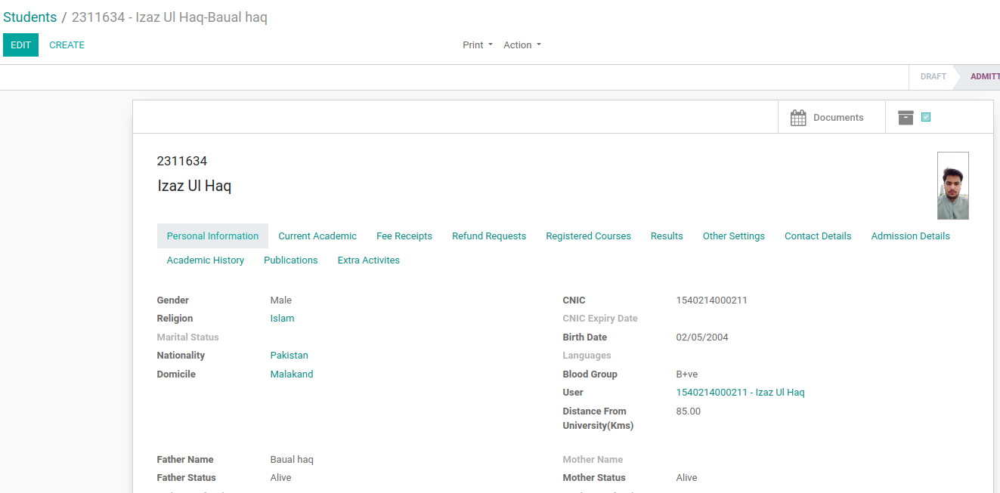 Students / 2311634 - Izaz Ul Haq-Baual haq
EDIT CREATE Print Action
DRAFT ADMITT
Documents
2311634
Izaz Ul Haq
Personal Information Current Academic Fee Receipts Refund Requests Registered Courses Results Other Settings Contact Details Admission Details
Academic History Publications Extra Activites
Gender Male CNIC 1540214000211
Religion Islam CNIC Expiry Date
Marital Status Birth Date 02/05/2004
Nationality Pakistan Languages
Domicile Malakand Blood Group B+ve
User 1540214000211 - Izaz Ul Haq
Distance From 85.00
University(Kms)
Father Name Baual haq Mother Name
Father Status Alive Mother Status Alive